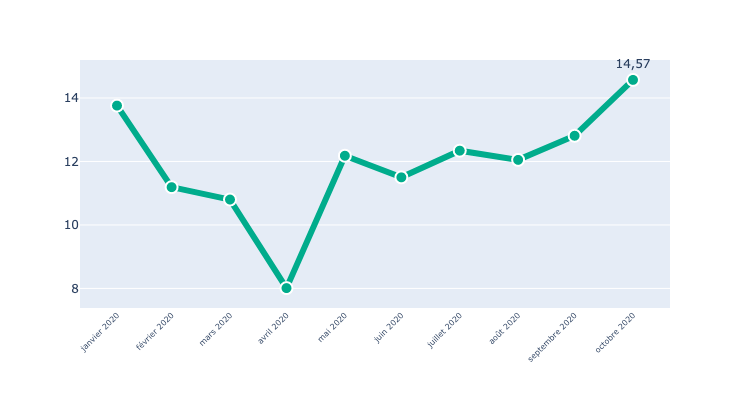 14,57
14
12
10
8
janvier 2020
février 2020
mars 2020
avril 2020
mai 2020
juin 2020
juillet 2020
août 2020
septembre 2020
octobre 2020